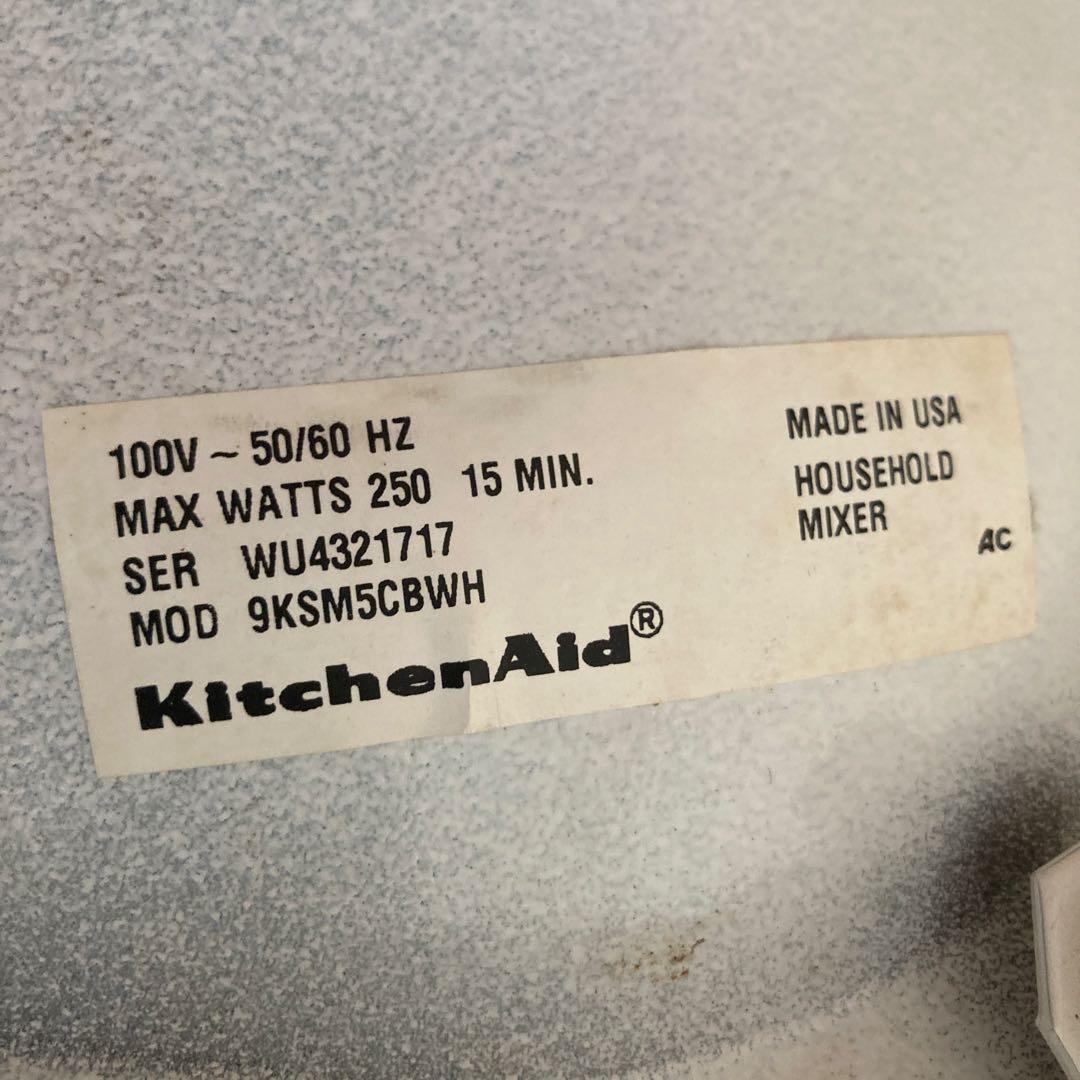 100V ~ 50/60 HZ
MAX WATTS 250 15 MIN.
SER WU4321717
MOD 9KSM5CBWH
KitchenAid®
MADE IN USA
HOUSEHOLD
MIXER
AC